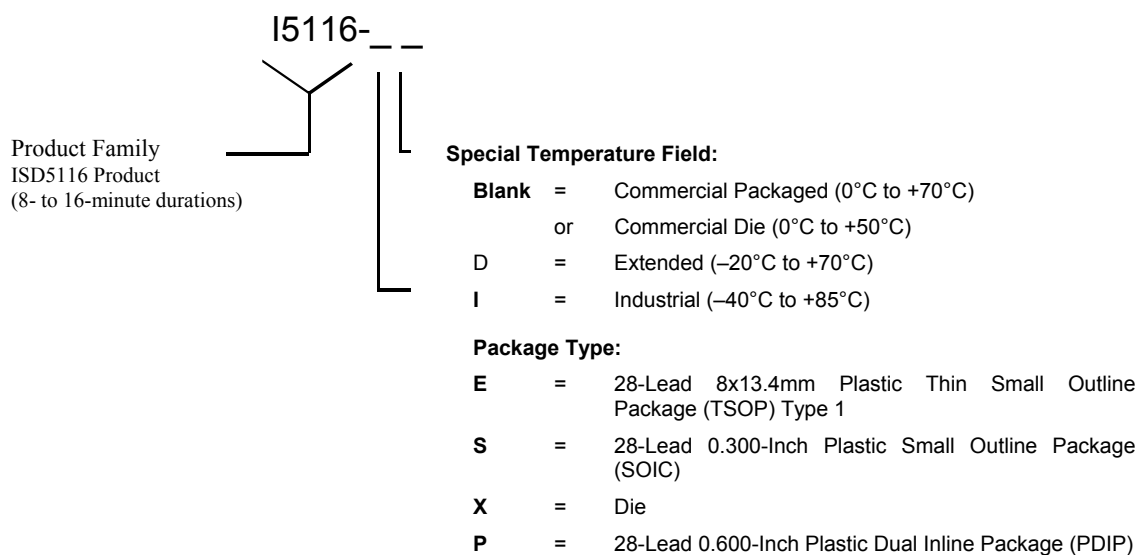 I5116-_ _
Product Family
ISD5116 Product
(8- to 16-minute durations)
Special Temperature Field:
Blank = Commercial Packaged (0°C to +70°C)
or Commercial Die (0°C to +50°C)
D = Extended (–20°C to +70°C)
I = Industrial (–40°C to +85°C)
Package Type:
E = 28-Lead 8x13.4mm Plastic Thin Small Outline
Package (TSOP) Type 1
S = 28-Lead 0.300-Inch Plastic Small Outline Package
(SOIC)
X = Die
P = 28-Lead 0.600-Inch Plastic Dual Inline Package (PDIP)